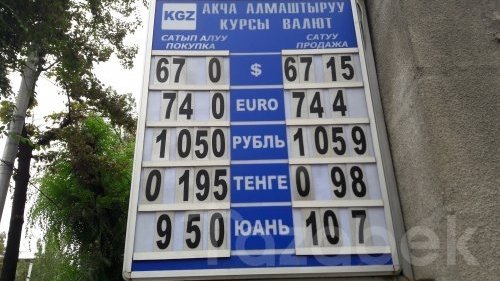 KGZ АКЧА АЛМАШТЫРУУ
КУРСЫ ВАЛЮТ
САТЫП АЛУУ САТУУ
ПОКУПКА ПРОДАЖА
67 0 $ 67 15
74 0 EURO 74 4
1 050 РУБЛЬ 1 059
0 195 ТЕНГЕ 0 98
9 50 ЮАНЬ 10 7
Tazabek